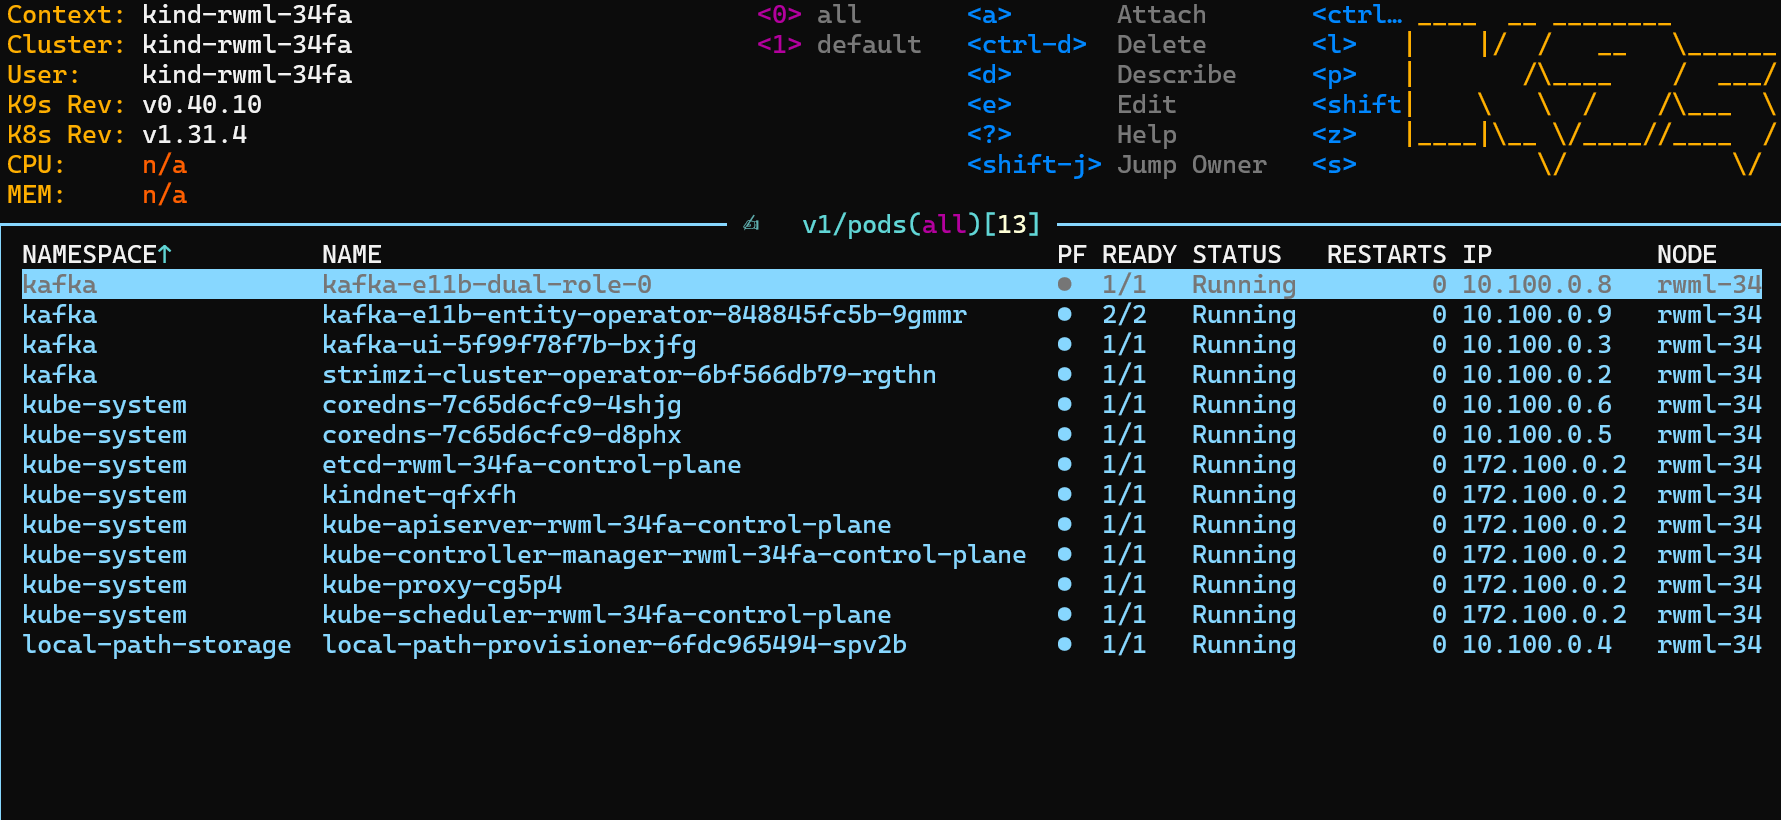 Context: kind-rwml-34fa <0> all <a> Attach <ctrl… ____ __ ________
Cluster: kind-rwml-34fa <1> default <ctrl-d> Delete <l> |    |/  /   __   \______
User: kind-rwml-34fa <d> Describe <p> |       /\____    /  ___/
K9s Rev: v0.40.10 <e> Edit <shift|    \   \  /    /\___  \
K8s Rev: v1.31.4 <?> Help <z> |____|\__ \/____//____  /
CPU: n/a <shift-j> Jump Owner <s>         \/           \/
MEM: n/a
✍ v1/pods(all)[13]
NAMESPACE↑ NAME PF READY STATUS RESTARTS IP NODE
kafka kafka-e11b-dual-role-0 ● 1/1 Running 0 10.100.0.8 rwml-34
kafka kafka-e11b-entity-operator-848845fc5b-9gmmr ● 2/2 Running 0 10.100.0.9 rwml-34
kafka kafka-ui-5f99f78f7b-bxjfg ● 1/1 Running 0 10.100.0.3 rwml-34
kafka strimzi-cluster-operator-6bf566db79-rgthn ● 1/1 Running 0 10.100.0.2 rwml-34
kube-system coredns-7c65d6cfc9-4shjg ● 1/1 Running 0 10.100.0.6 rwml-34
kube-system coredns-7c65d6cfc9-d8phx ● 1/1 Running 0 10.100.0.5 rwml-34
kube-system etcd-rwml-34fa-control-plane ● 1/1 Running 0 172.100.0.2 rwml-34
kube-system kindnet-qfxfh ● 1/1 Running 0 172.100.0.2 rwml-34
kube-system kube-apiserver-rwml-34fa-control-plane ● 1/1 Running 0 172.100.0.2 rwml-34
kube-system kube-controller-manager-rwml-34fa-control-plane ● 1/1 Running 0 172.100.0.2 rwml-34
kube-system kube-proxy-cg5p4 ● 1/1 Running 0 172.100.0.2 rwml-34
kube-system kube-scheduler-rwml-34fa-control-plane ● 1/1 Running 0 172.100.0.2 rwml-34
local-path-storage local-path-provisioner-6fdc965494-spv2b ● 1/1 Running 0 10.100.0.4 rwml-34